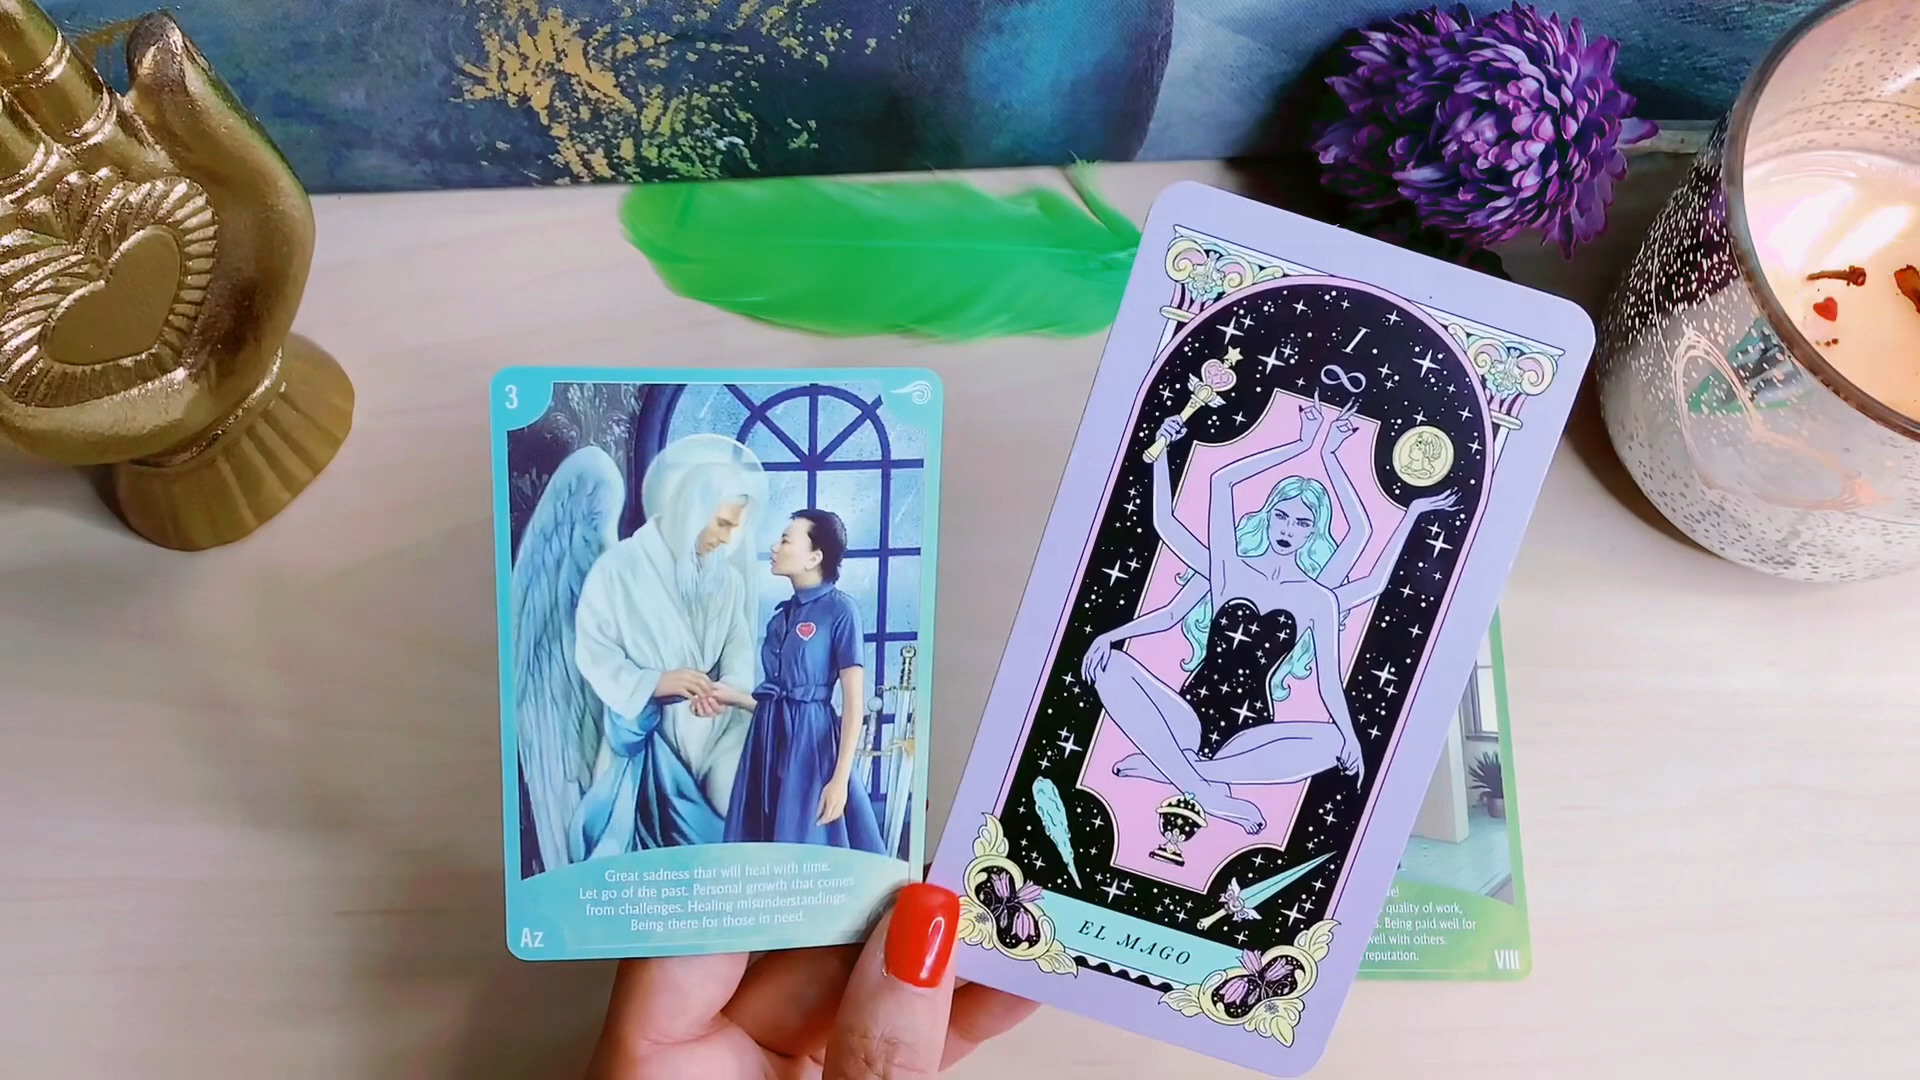 3
Great sadness that will heal with time.
Let go of the past. Personal growth that comes
from challenges. Healing misunderstandings.
Being there for those in need.
Az
I
EL MAGO
quality of work,
Being paid well for
well with others.
reputation.
VIII